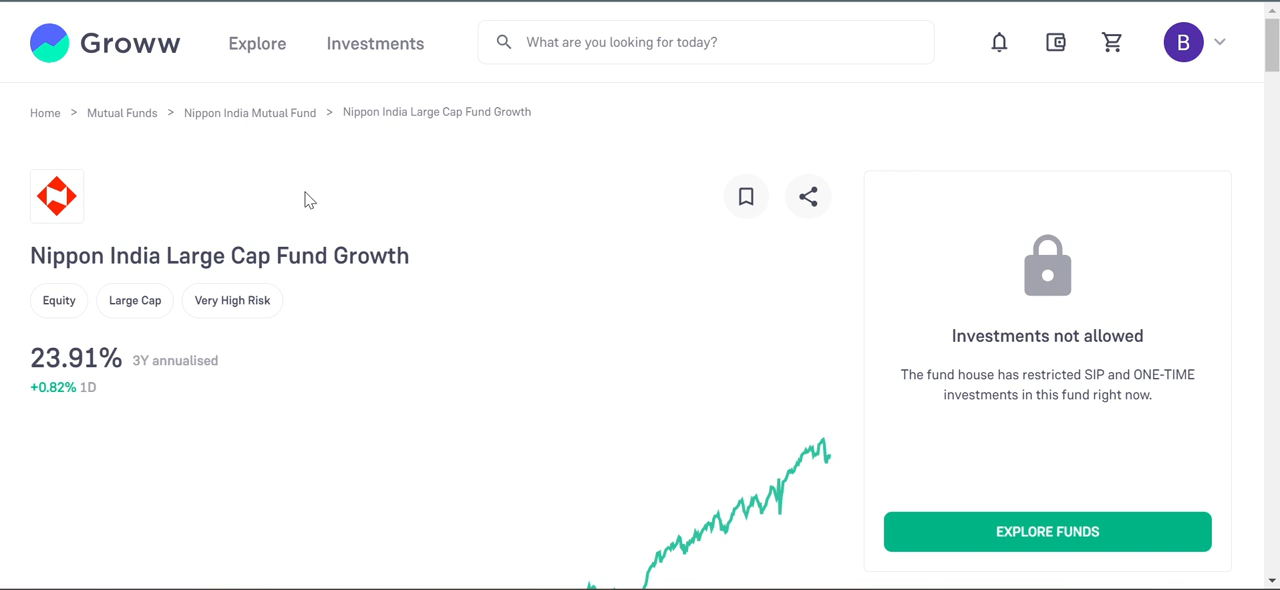 Groww
Explore
Investments
What are you looking for today?
B
Home > Mutual Funds > Nippon India Mutual Fund > Nippon India Large Cap Fund Growth
Nippon India Large Cap Fund Growth
Equity
Large Cap
Very High Risk
23.91% 3Y annualised
+0.82% 1D
Investments not allowed
The fund house has restricted SIP and ONE-TIME
investments in this fund right now.
EXPLORE FUNDS